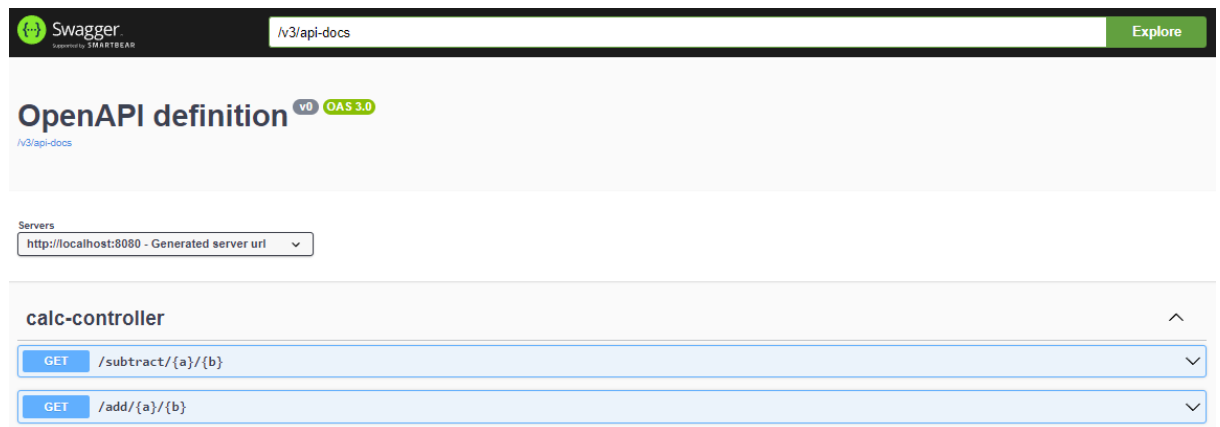 {···} Swagger.
Supported by SMARTBEAR
/v3/api-docs
Explore
OpenAPI definition v0 OAS 3.0
/v3/api-docs
Servers
http://localhost:8080 - Generated server url
calc-controller
GET /subtract/{a}/{b}
GET /add/{a}/{b}